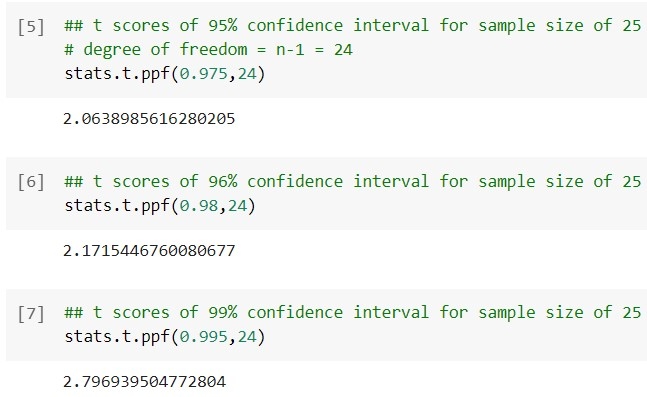 [5] ## t scores of 95% confidence interval for sample size of 25
# degree of freedom = n-1 = 24
stats.t.ppf(0.975,24)
2.0638985616280205
[6] ## t scores of 96% confidence interval for sample size of 25
stats.t.ppf(0.98,24)
2.1715446760080677
[7] ## t scores of 99% confidence interval for sample size of 25
stats.t.ppf(0.995,24)
2.796939504772804